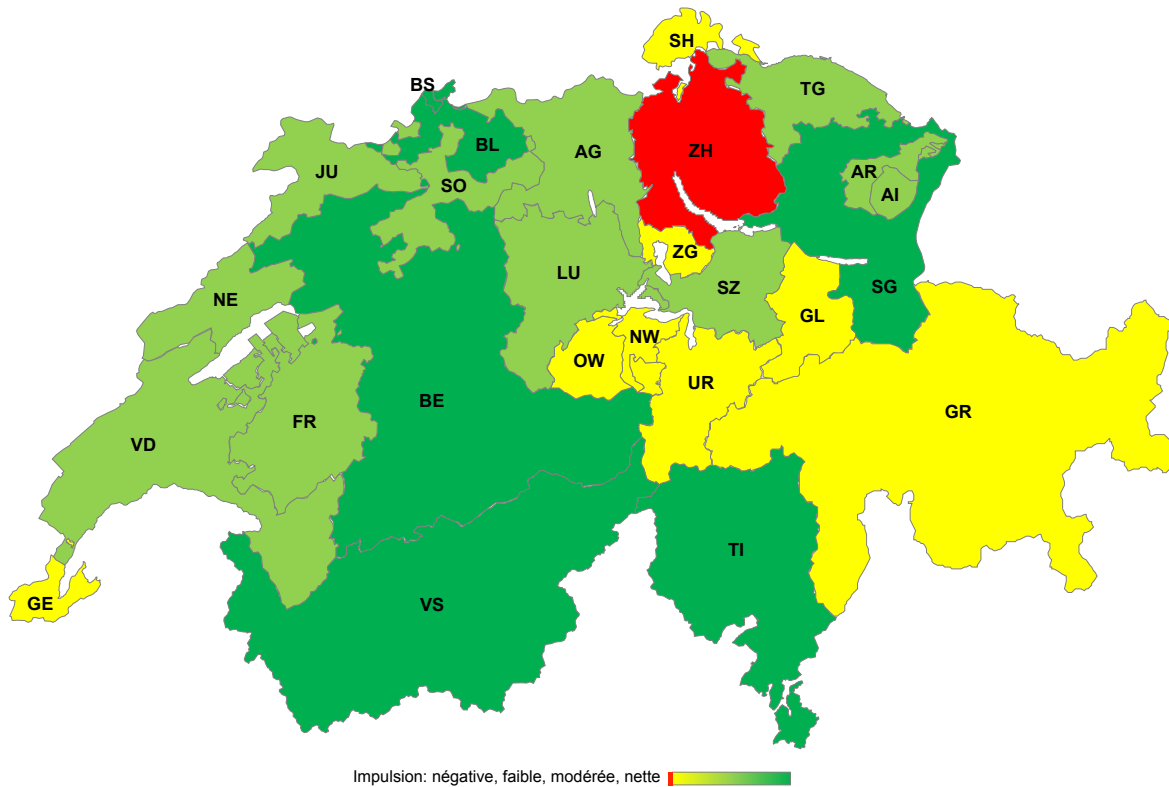 SH
BS
TG
BL
AG
ZH
JU
AR
SO
AI
ZG
LU
SZ
SG
NE
GL
NW
OW
UR
BE
GR
FR
VD
TI
GE
VS
Impulsion: négative, faible, modérée, nette